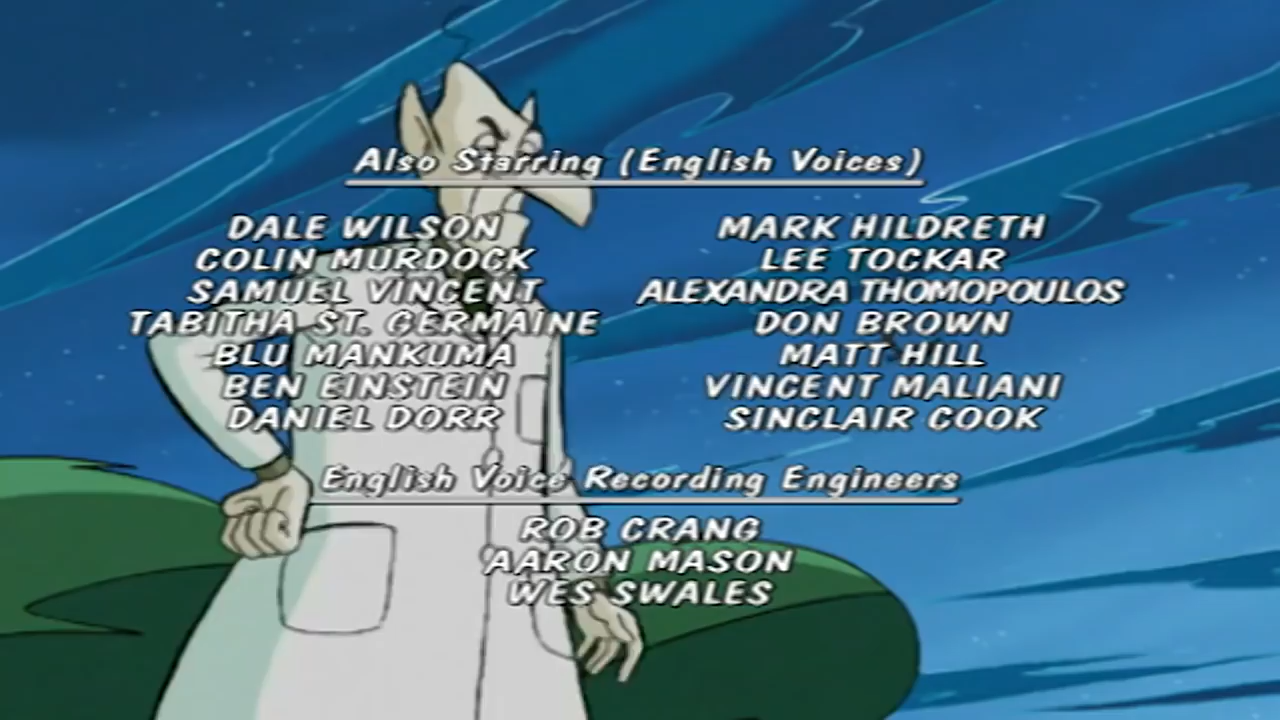 Also Starring (English Voices)
DALE WILSON
COLIN MURDOCK
SAMUEL VINCENT
TABITHA ST. GERMAINE
BLU MANKUMA
BEN EINSTEIN
DANIEL DORR
MARK HILDRETH
LEE TOCKAR
ALEXANDRA THOMOPOULOS
DON BROWN
MATT HILL
VINCENT MALIANI
SINCLAIR COOK
English Voice Recording Engineers
ROB CRANG
AARON MASON
WES SWALES